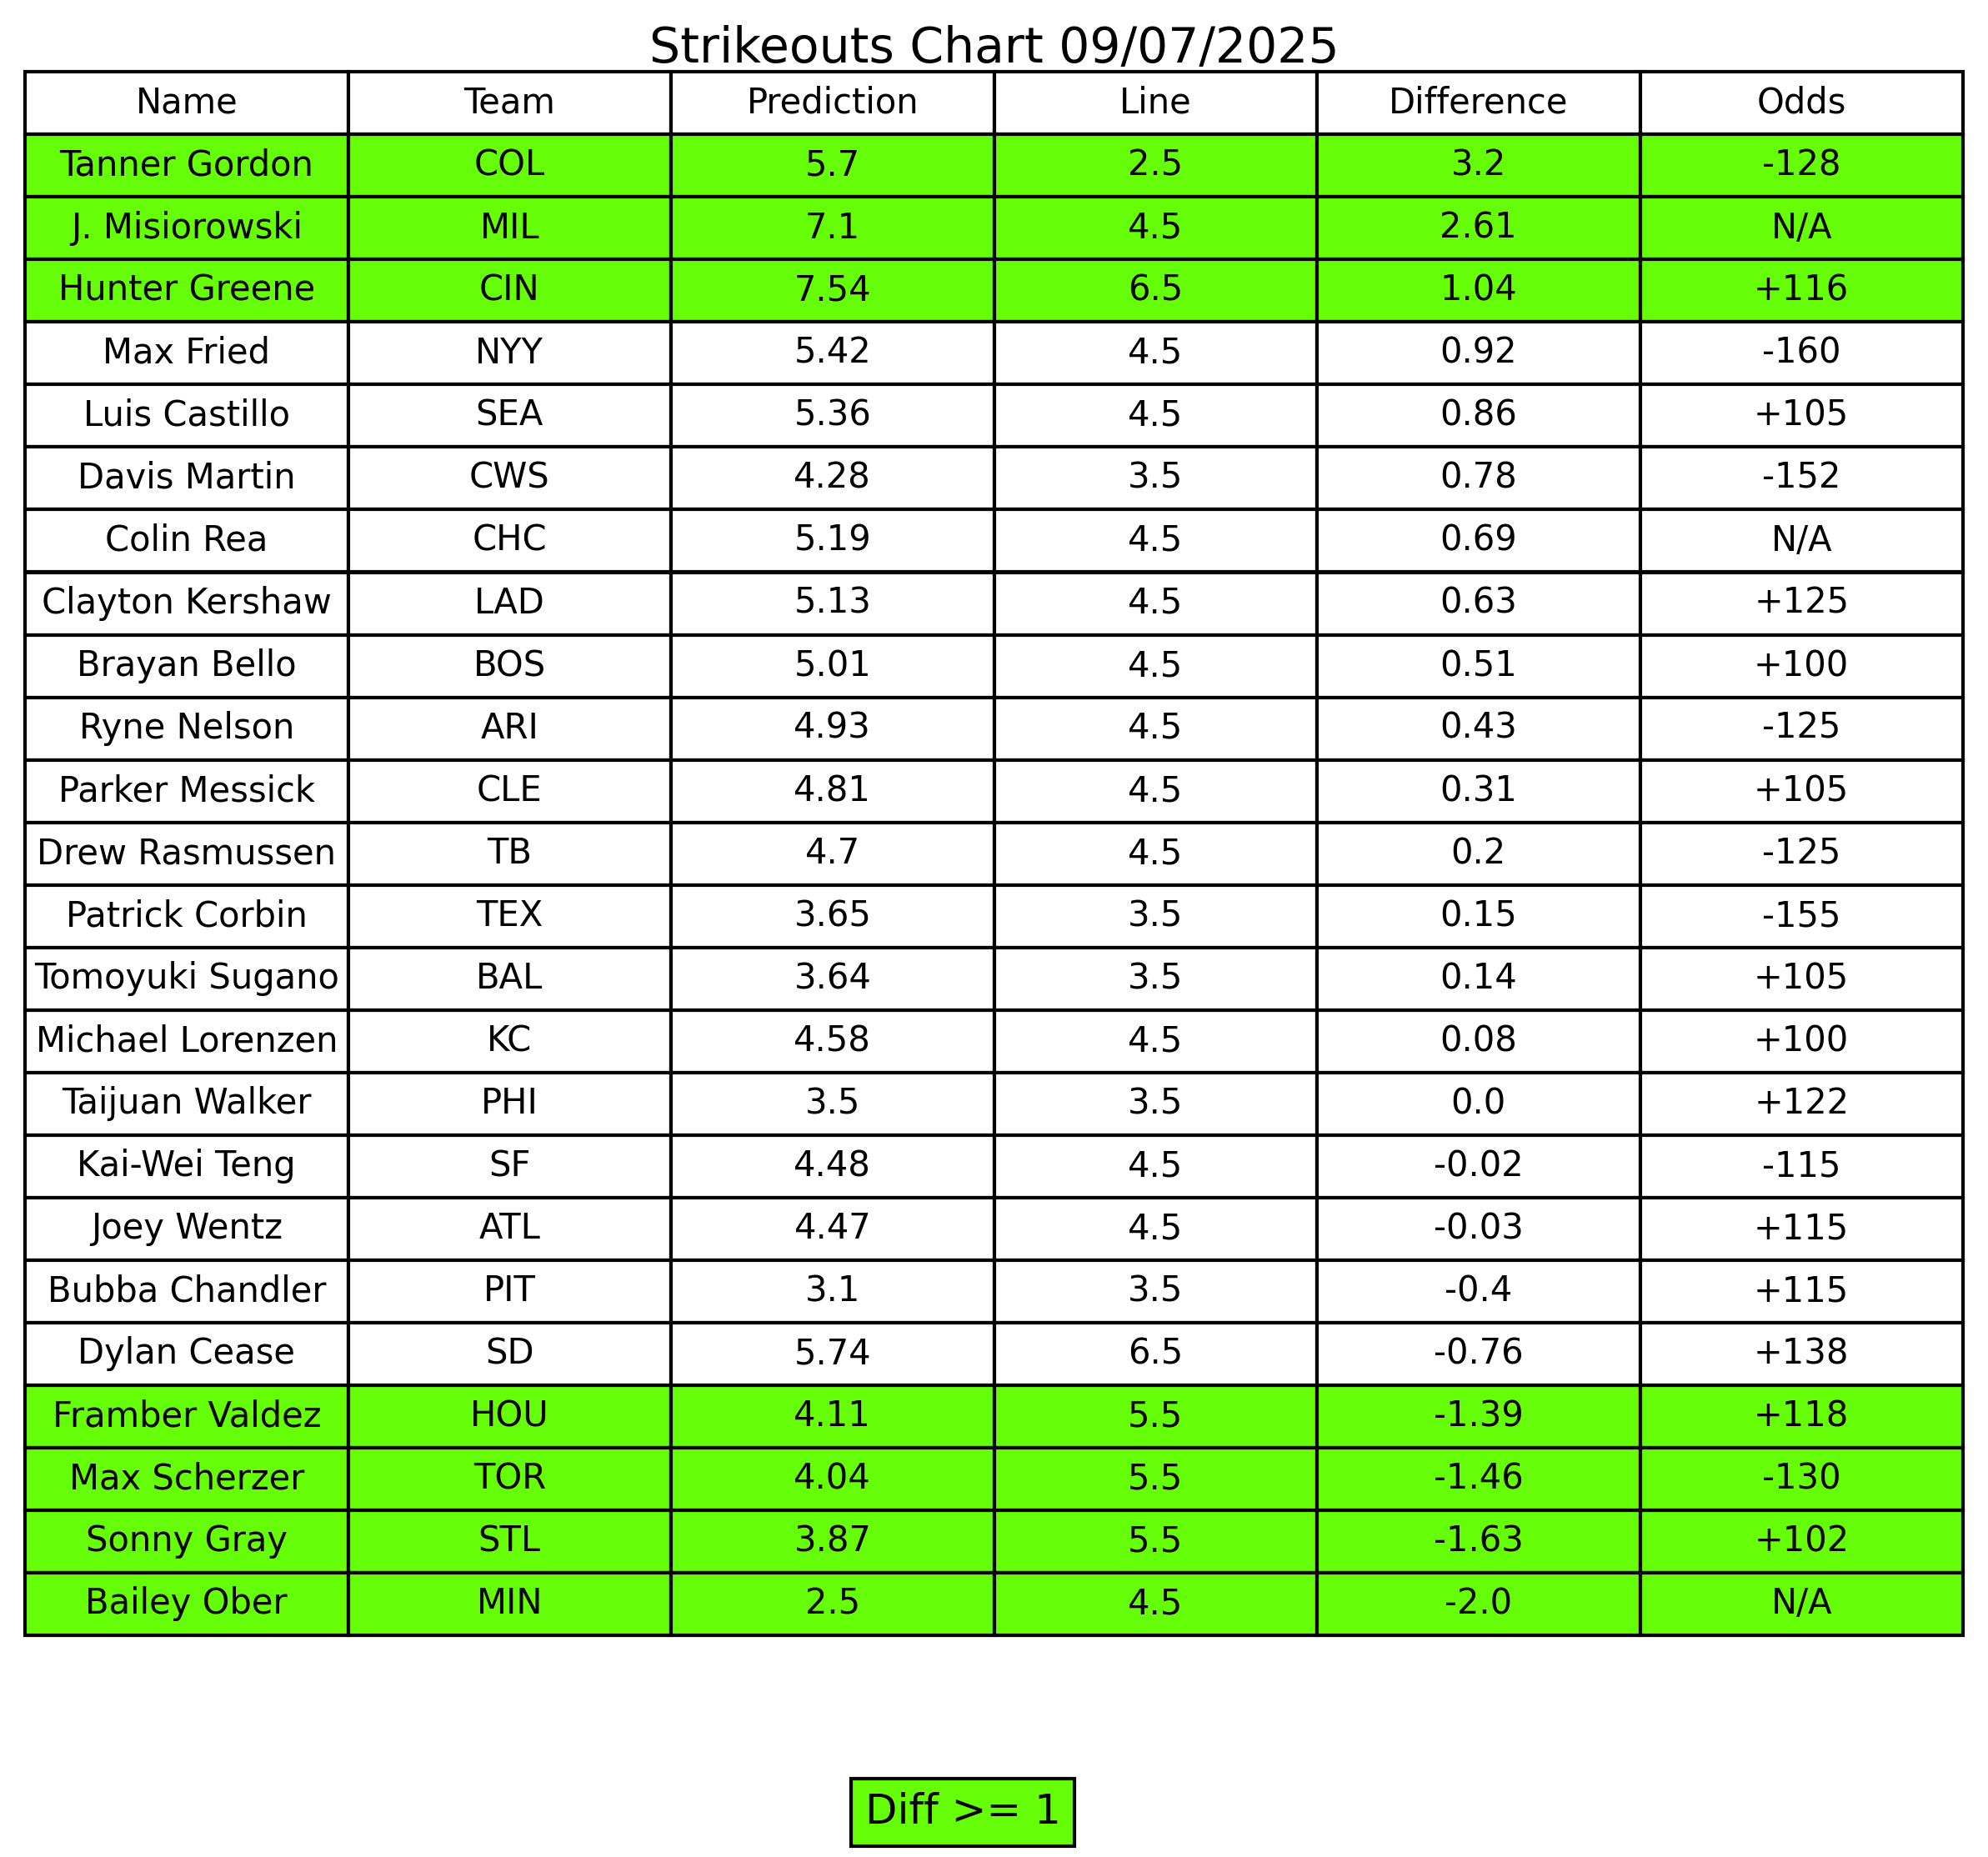 Strikeouts Chart 09/07/2025
Name Team Prediction Line Difference Odds
Tanner Gordon COL 5.7 2.5 3.2 -128
J. Misiorowski MIL 7.1 4.5 2.61 N/A
Hunter Greene CIN 7.54 6.5 1.04 +116
Max Fried NYY 5.42 4.5 0.92 -160
Luis Castillo SEA 5.36 4.5 0.86 +105
Davis Martin CWS 4.28 3.5 0.78 -152
Colin Rea CHC 5.19 4.5 0.69 N/A
Clayton Kershaw LAD 5.13 4.5 0.63 +125
Brayan Bello BOS 5.01 4.5 0.51 +100
Ryne Nelson ARI 4.93 4.5 0.43 -125
Parker Messick CLE 4.81 4.5 0.31 +105
Drew Rasmussen TB 4.7 4.5 0.2 -125
Patrick Corbin TEX 3.65 3.5 0.15 -155
Tomoyuki Sugano BAL 3.64 3.5 0.14 +105
Michael Lorenzen KC 4.58 4.5 0.08 +100
Taijuan Walker PHI 3.5 3.5 0.0 +122
Kai-Wei Teng SF 4.48 4.5 -0.02 -115
Joey Wentz ATL 4.47 4.5 -0.03 +115
Bubba Chandler PIT 3.1 3.5 -0.4 +115
Dylan Cease SD 5.74 6.5 -0.76 +138
Framber Valdez HOU 4.11 5.5 -1.39 +118
Max Scherzer TOR 4.04 5.5 -1.46 -130
Sonny Gray STL 3.87 5.5 -1.63 +102
Bailey Ober MIN 2.5 4.5 -2.0 N/A
Diff >= 1